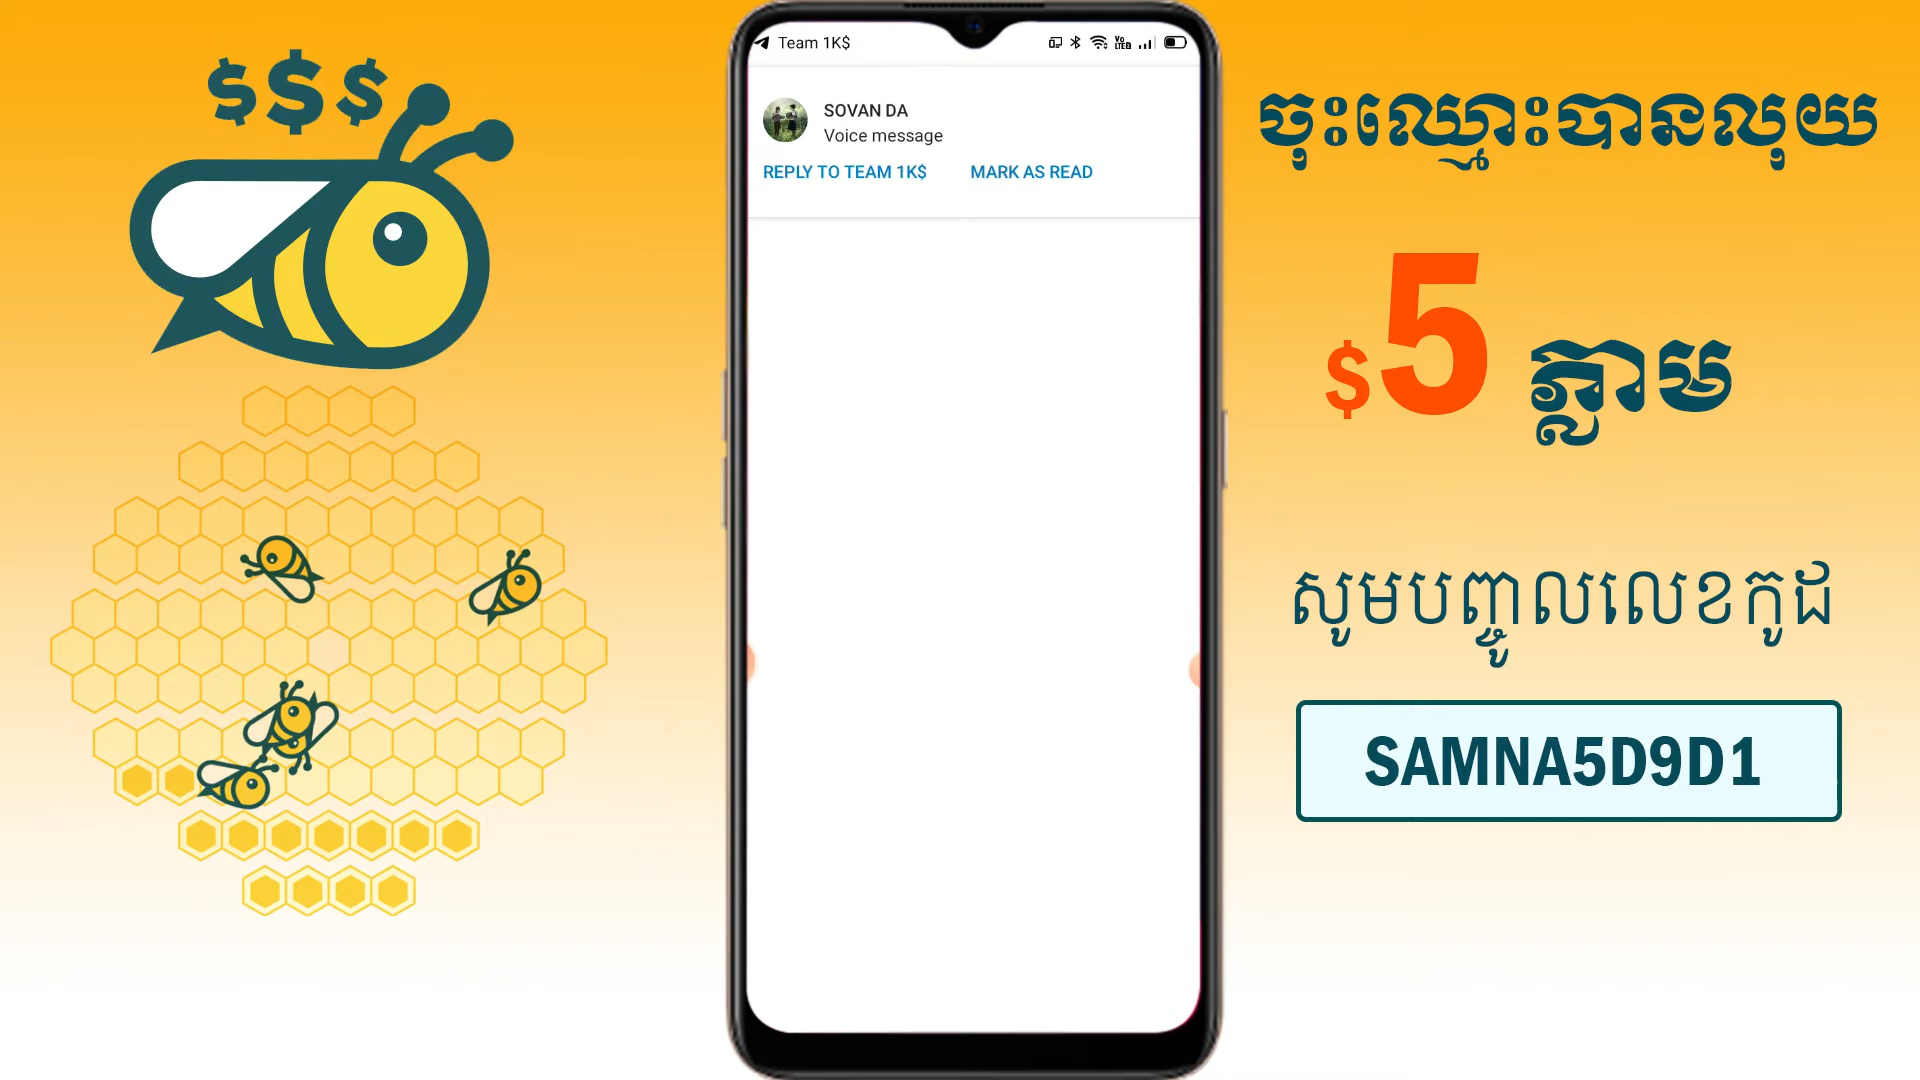 $$$
Team 1K$
SOVAN DA
Voice message
REPLY TO TEAM 1K$ MARK AS READ
ចុះឈ្មោះបានលុយ
$5 ភ្លាម
សូមបញ្ចូលលេខកូដ
SAMNA5D9D1